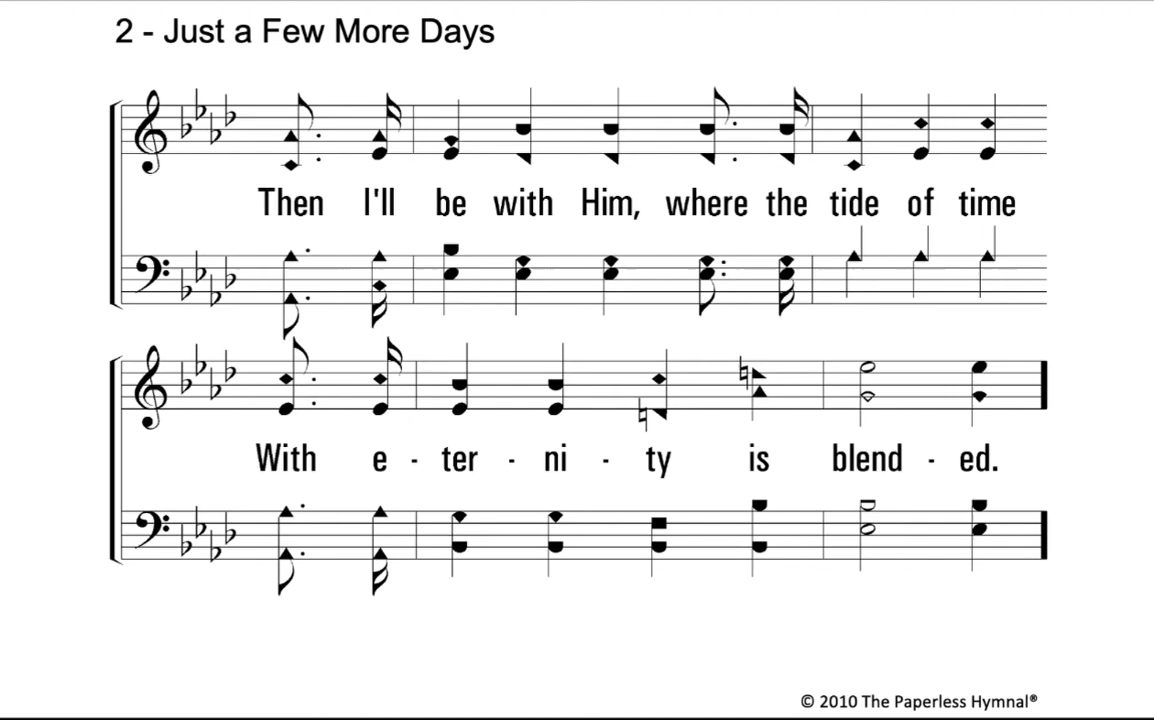 2 - Just a Few More Days
Then I'll be with Him, where the tide of time
With e - ter - ni - ty is blend - ed.
© 2010 The Paperless Hymnal®